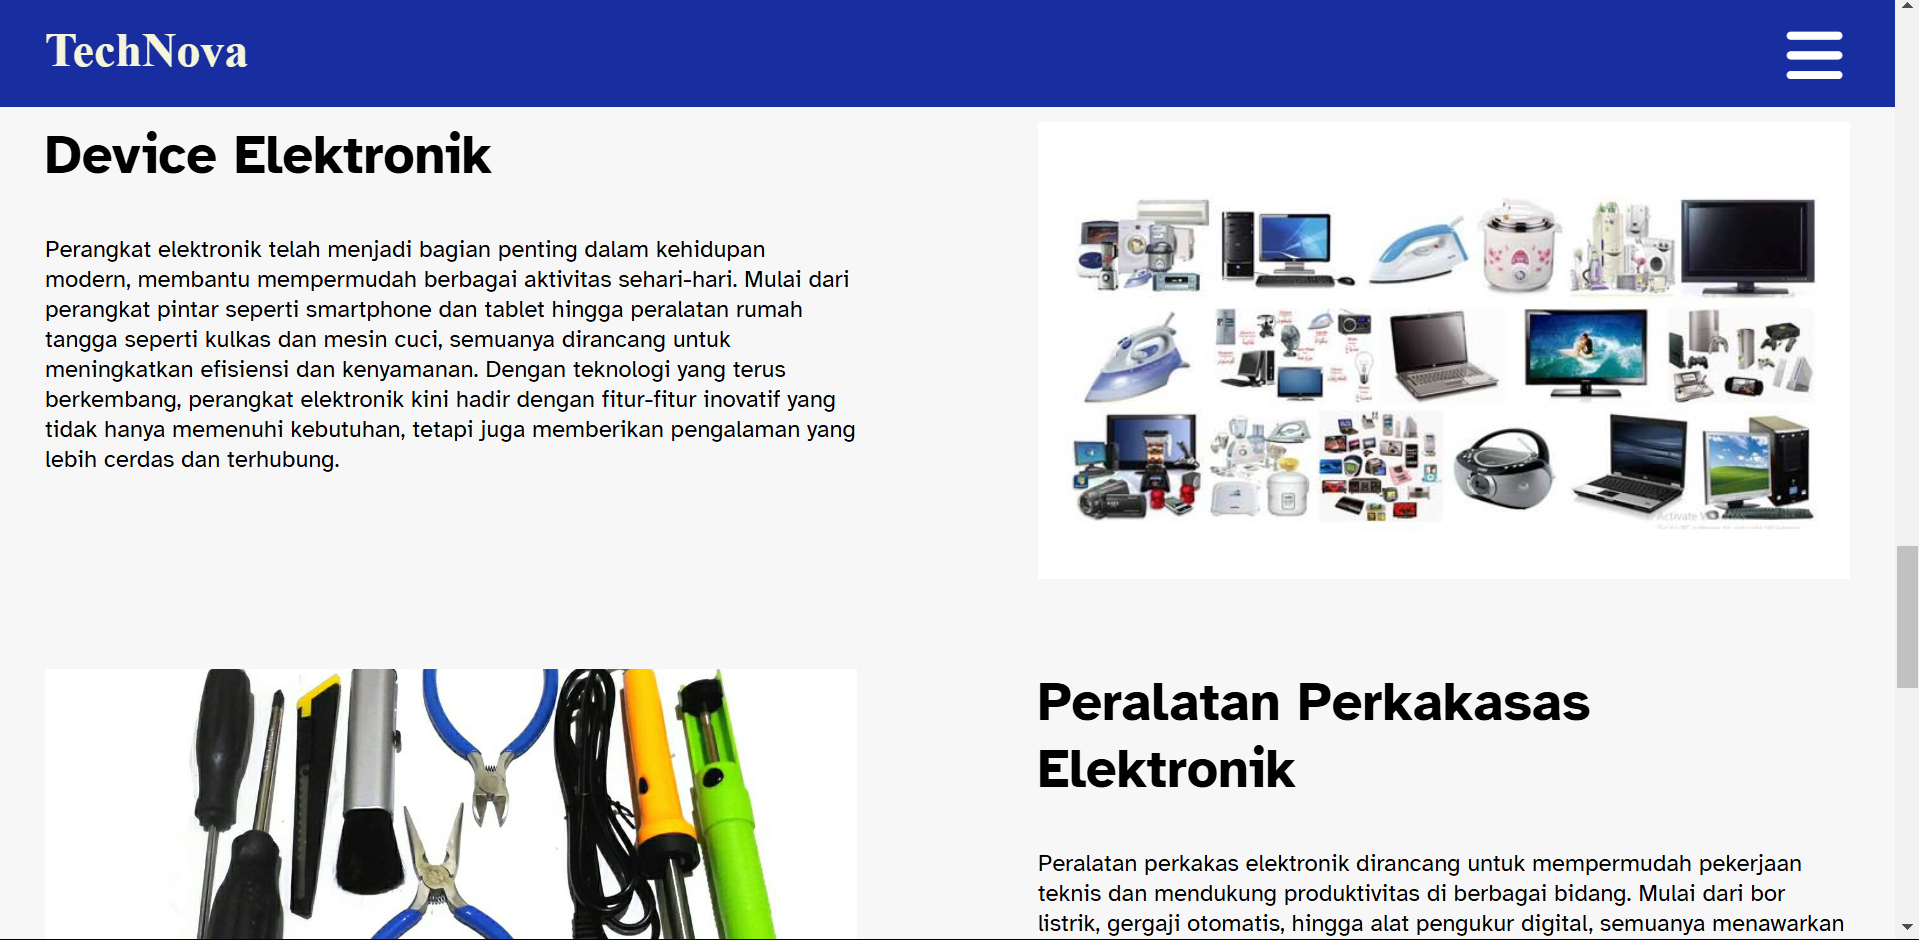 TechNova
Device Elektronik
Perangkat elektronik telah menjadi bagian penting dalam kehidupan
modern, membantu mempermudah berbagai aktivitas sehari-hari. Mulai dari
perangkat pintar seperti smartphone dan tablet hingga peralatan rumah
tangga seperti kulkas dan mesin cuci, semuanya dirancang untuk
meningkatkan efisiensi dan kenyamanan. Dengan teknologi yang terus
berkembang, perangkat elektronik kini hadir dengan fitur-fitur inovatif yang
tidak hanya memenuhi kebutuhan, tetapi juga memberikan pengalaman yang
lebih cerdas dan terhubung.
Activate
Peralatan Perkakasas
Elektronik
Peralatan perkakas elektronik dirancang untuk mempermudah pekerjaan
teknis dan mendukung produktivitas di berbagai bidang. Mulai dari bor
listrik, gergaji otomatis, hingga alat pengukur digital, semuanya menawarkan